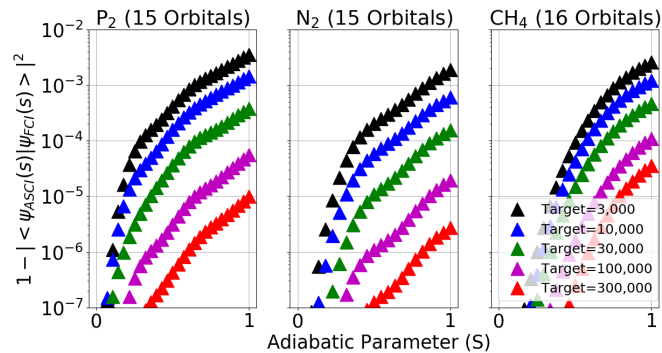 P₂ (15 Orbitals)
N₂ (15 Orbitals)
CH₄ (16 Orbitals)
1 − | < ψ_ASCI(s)|ψ_FCI(s) > |²
10⁻²
10⁻³
10⁻⁴
10⁻⁵
10⁻⁶
10⁻⁷
Target=3,000
Target=10,000
Target=30,000
Target=100,000
Target=300,000
0 1
0 1
0 1
Adiabatic Parameter (S)